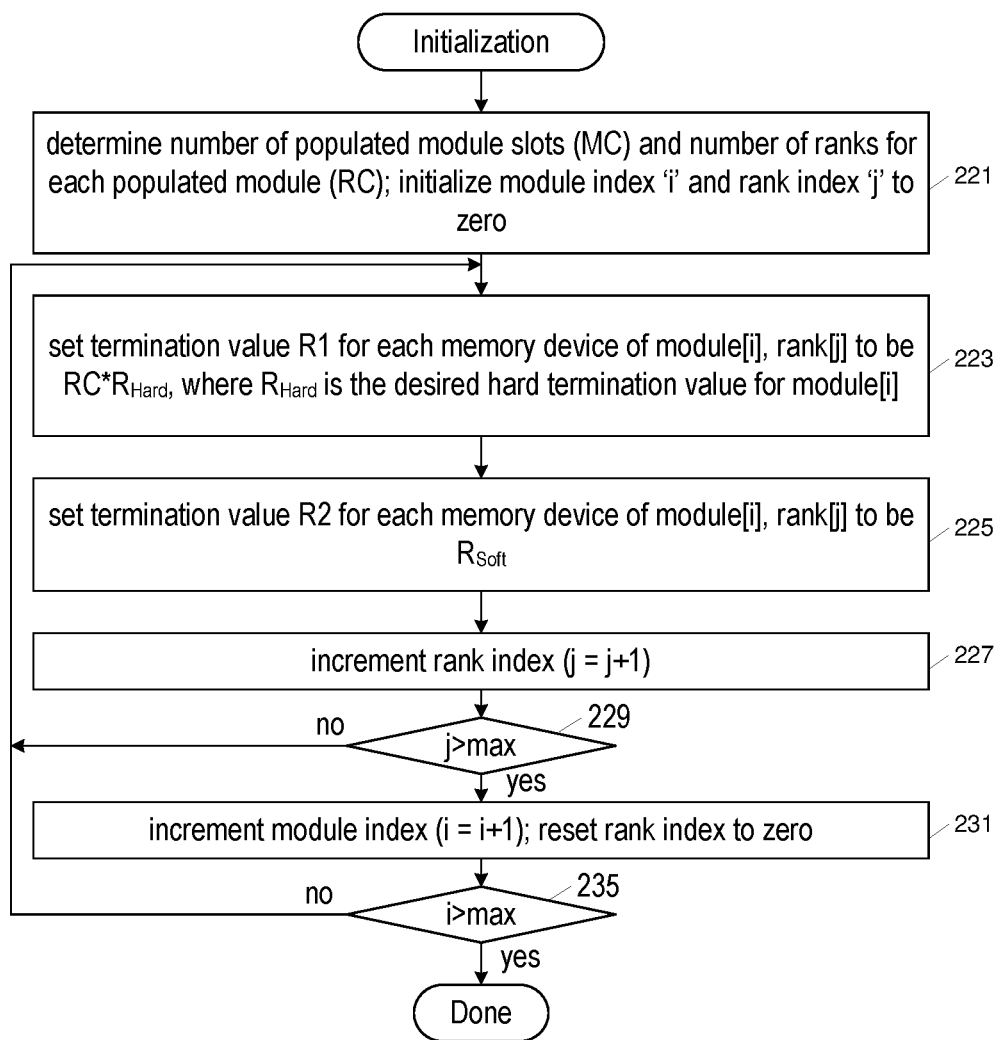 Initialization
determine number of populated module slots (MC) and number of ranks for
each populated module (RC); initialize module index ‘i’ and rank index ‘j’ to
zero
221
set termination value R1 for each memory device of module[i], rank[j] to be
RC*RHard, where RHard is the desired hard termination value for module[i]
223
set termination value R2 for each memory device of module[i], rank[j] to be
RSoft
225
increment rank index (j = j+1)
227
no
229
j>max
yes
increment module index (i = i+1); reset rank index to zero
231
no
235
i>max
yes
Done